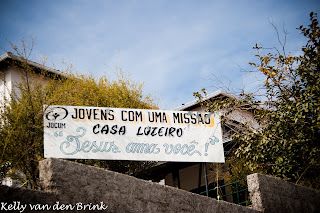 JOVENS COM UMA MISSÃO
JOCUM
CASA LUZEIRO
"Jesus ama você!"
Kelly van den Brink